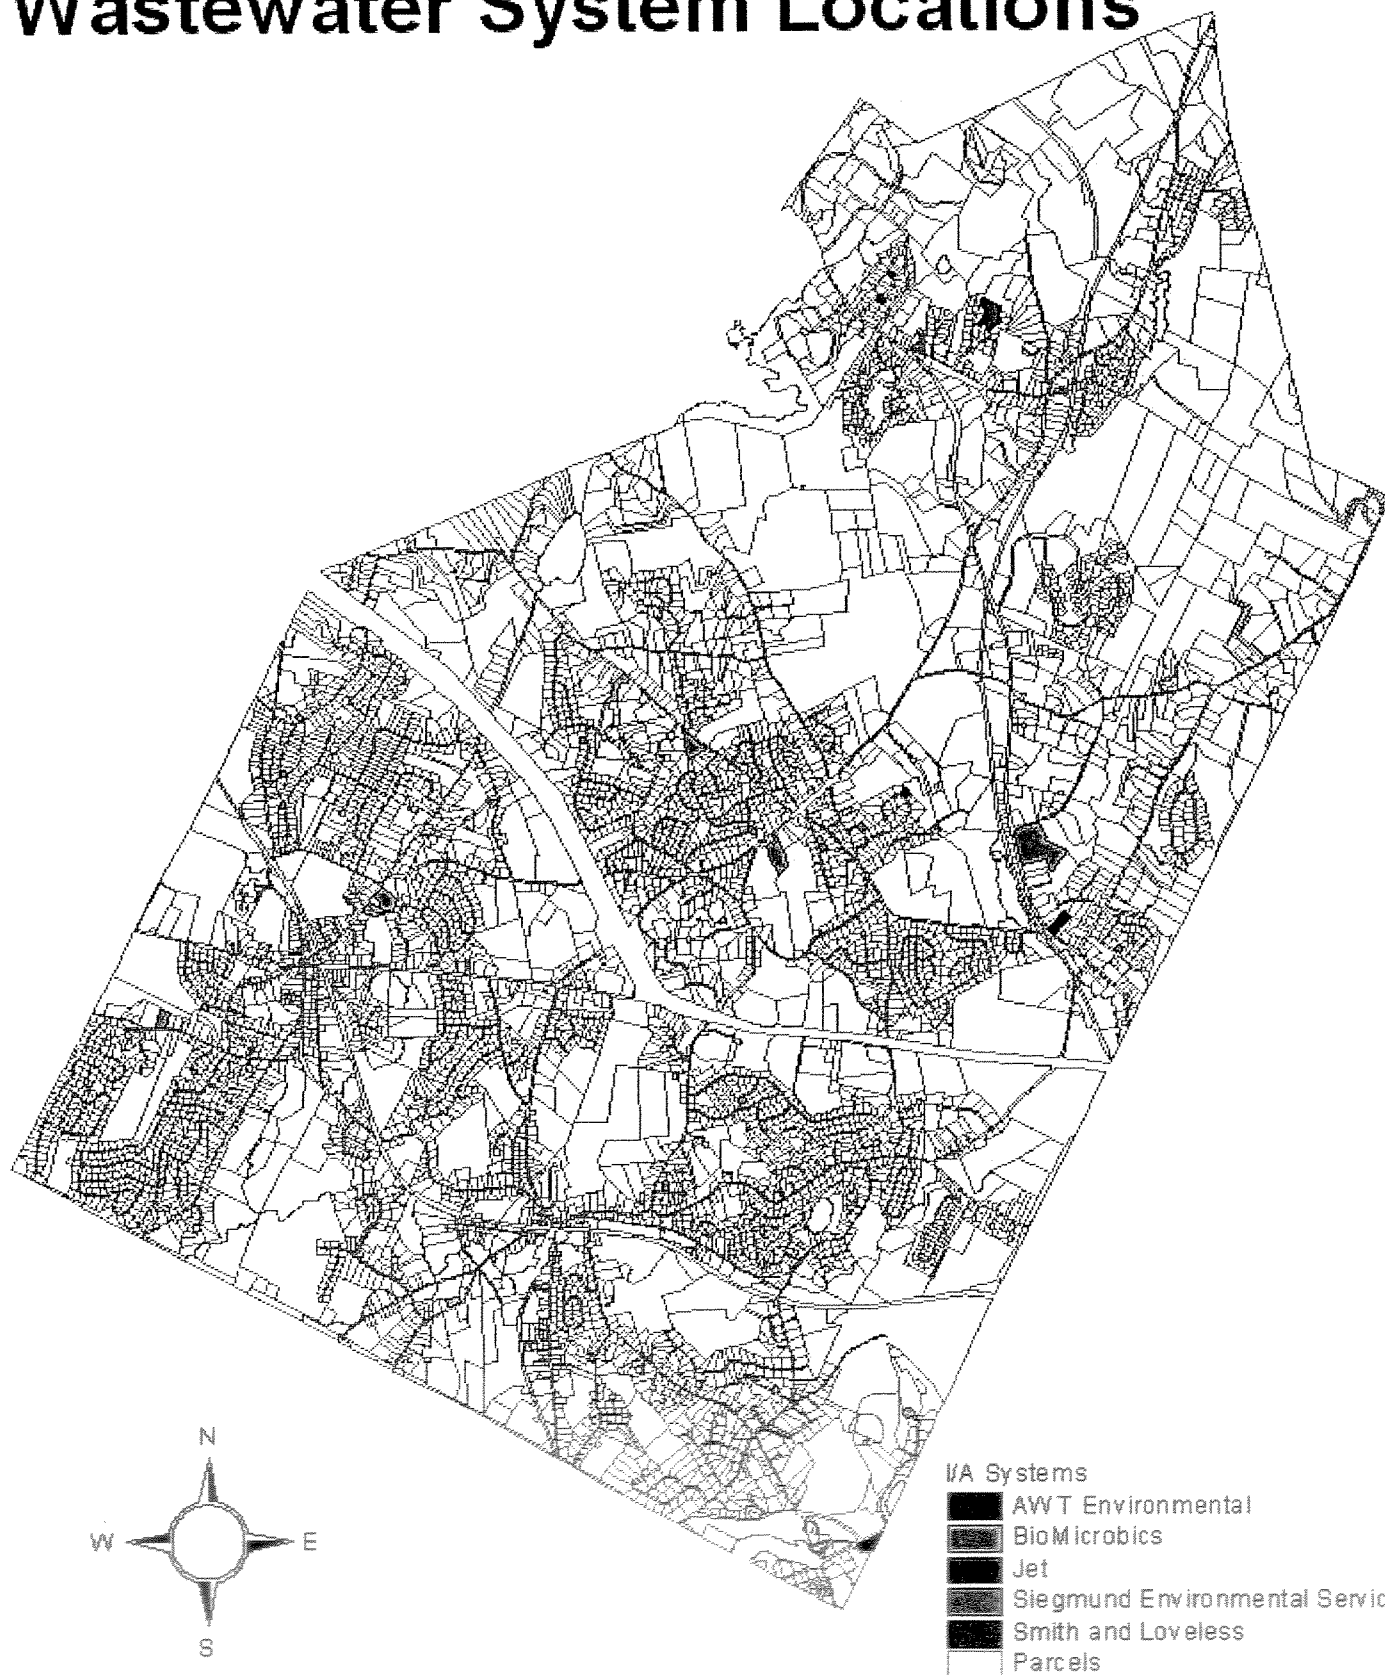 Wastewater System Locations
N
W E
S
I/A Systems
AWT Environmental
BioMicrobics
Jet
Siegmund Environmental Servic
Smith and Loveless
Parcels